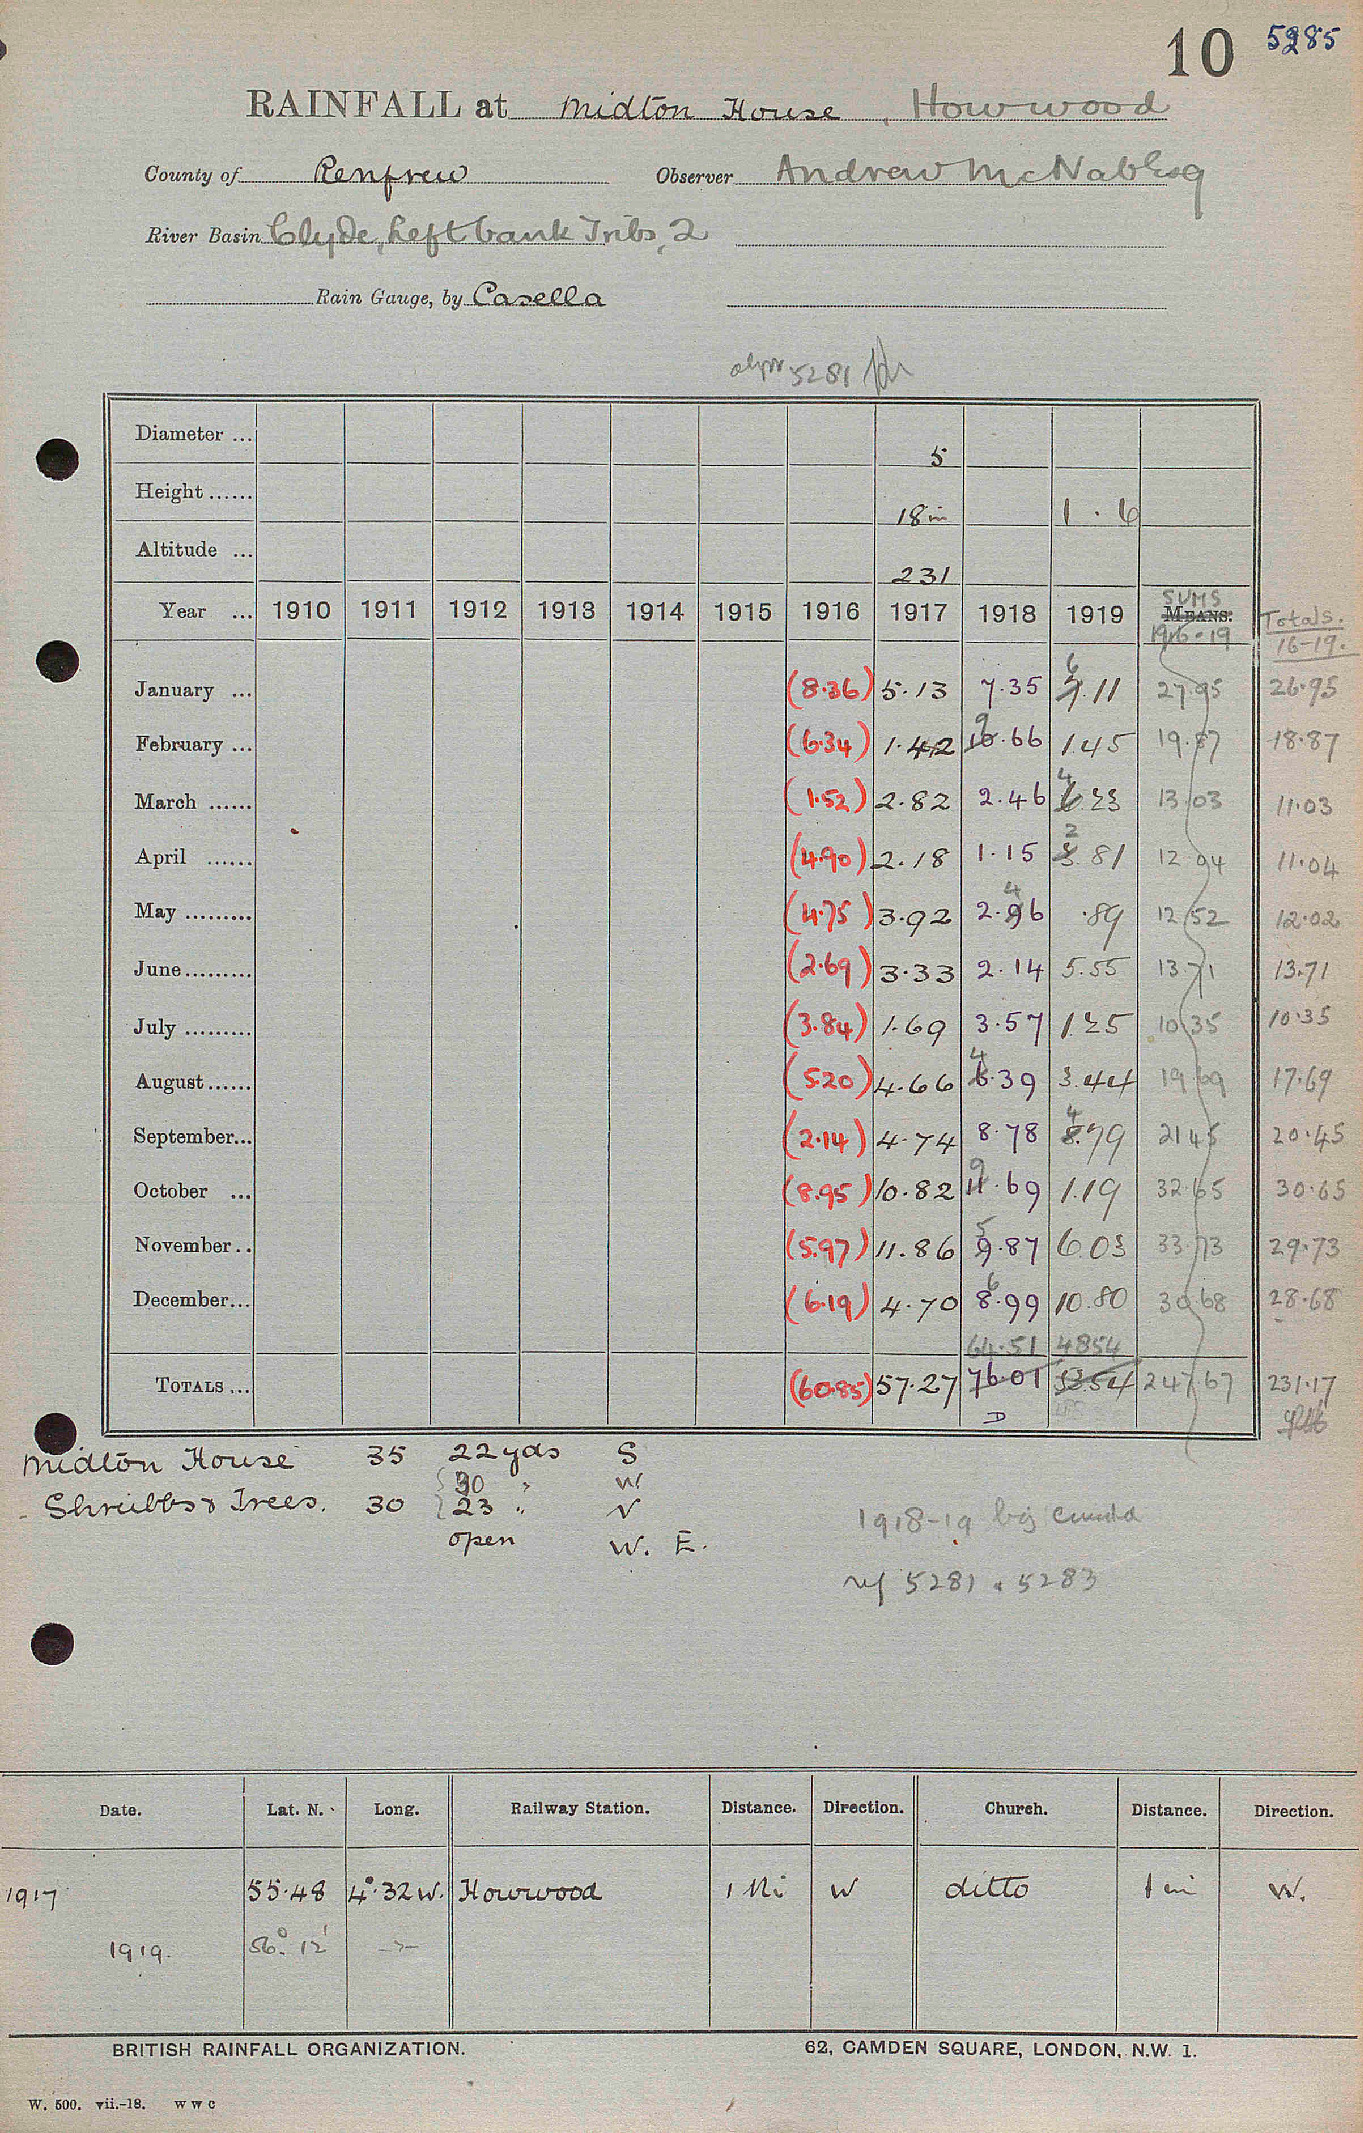 10 5285
RAINFALL at Midton House, Howwood
County of Renfrew Observer Andrew McNab Esq
River Basin Clyde, Left bank Tribs, 2
Rain Gauge, by Casella
5281
Diameter ... 5
Height ...... 18 in 1 . 6
Altitude ... 231
SUMS
Year ... 1910 1911 1912 1913 1914 1915 1916 1917 1918 1919 MEANS: Totals.
1916-19 16-19.
6
January ... (8.36) 5.13 7.35 7.11 27.95 26.95
9
February ... (6.34) 1.42 10.66 1.45 19.87 18.87
4
March ...... (1.52) 2.82 2.46 6.23 13.03 11.03
2
April ...... (4.90) 2.18 1.15 3.81 12.04 11.04
4
May ......... (4.75) 3.92 2.96 .89 12.52 12.02
June ......... (2.69) 3.33 2.14 5.55 13.71 13.71
July ......... (3.84) 1.69 3.57 1.25 10.35 10.35
4
August ...... (5.20) 4.66 6.39 3.44 19.69 17.69
4
September... (2.14) 4.74 8.78 8.79 21.45 20.45
9
October ... (8.95) 10.82 11.69 1.19 32.65 30.65
5
November .. (5.97) 11.86 9.87 6.03 33.73 29.73
6
December... (6.19) 4.70 8.99 10.80 30.68 28.68
64.51 48.54
TOTALS ... (60.85) 57.27 76.01 53.54 247.67 231.17
D
Midton House 35 22 yds S
30 " W.
Shrubbs & Trees. 30 23 " N
open W. E.
1918-19
ref 5281 & 5283
Date. Lat. N. Long. Railway Station. Distance. Direction. Church. Distance. Direction.
1917 55.48 4°.32 W. Howwood 1 Mi W ditto 1 mi W.
1919. 56° 12'
BRITISH RAINFALL ORGANIZATION. 62, CAMDEN SQUARE, LONDON, N.W. 1.
W. 500. vii.-18. W W C